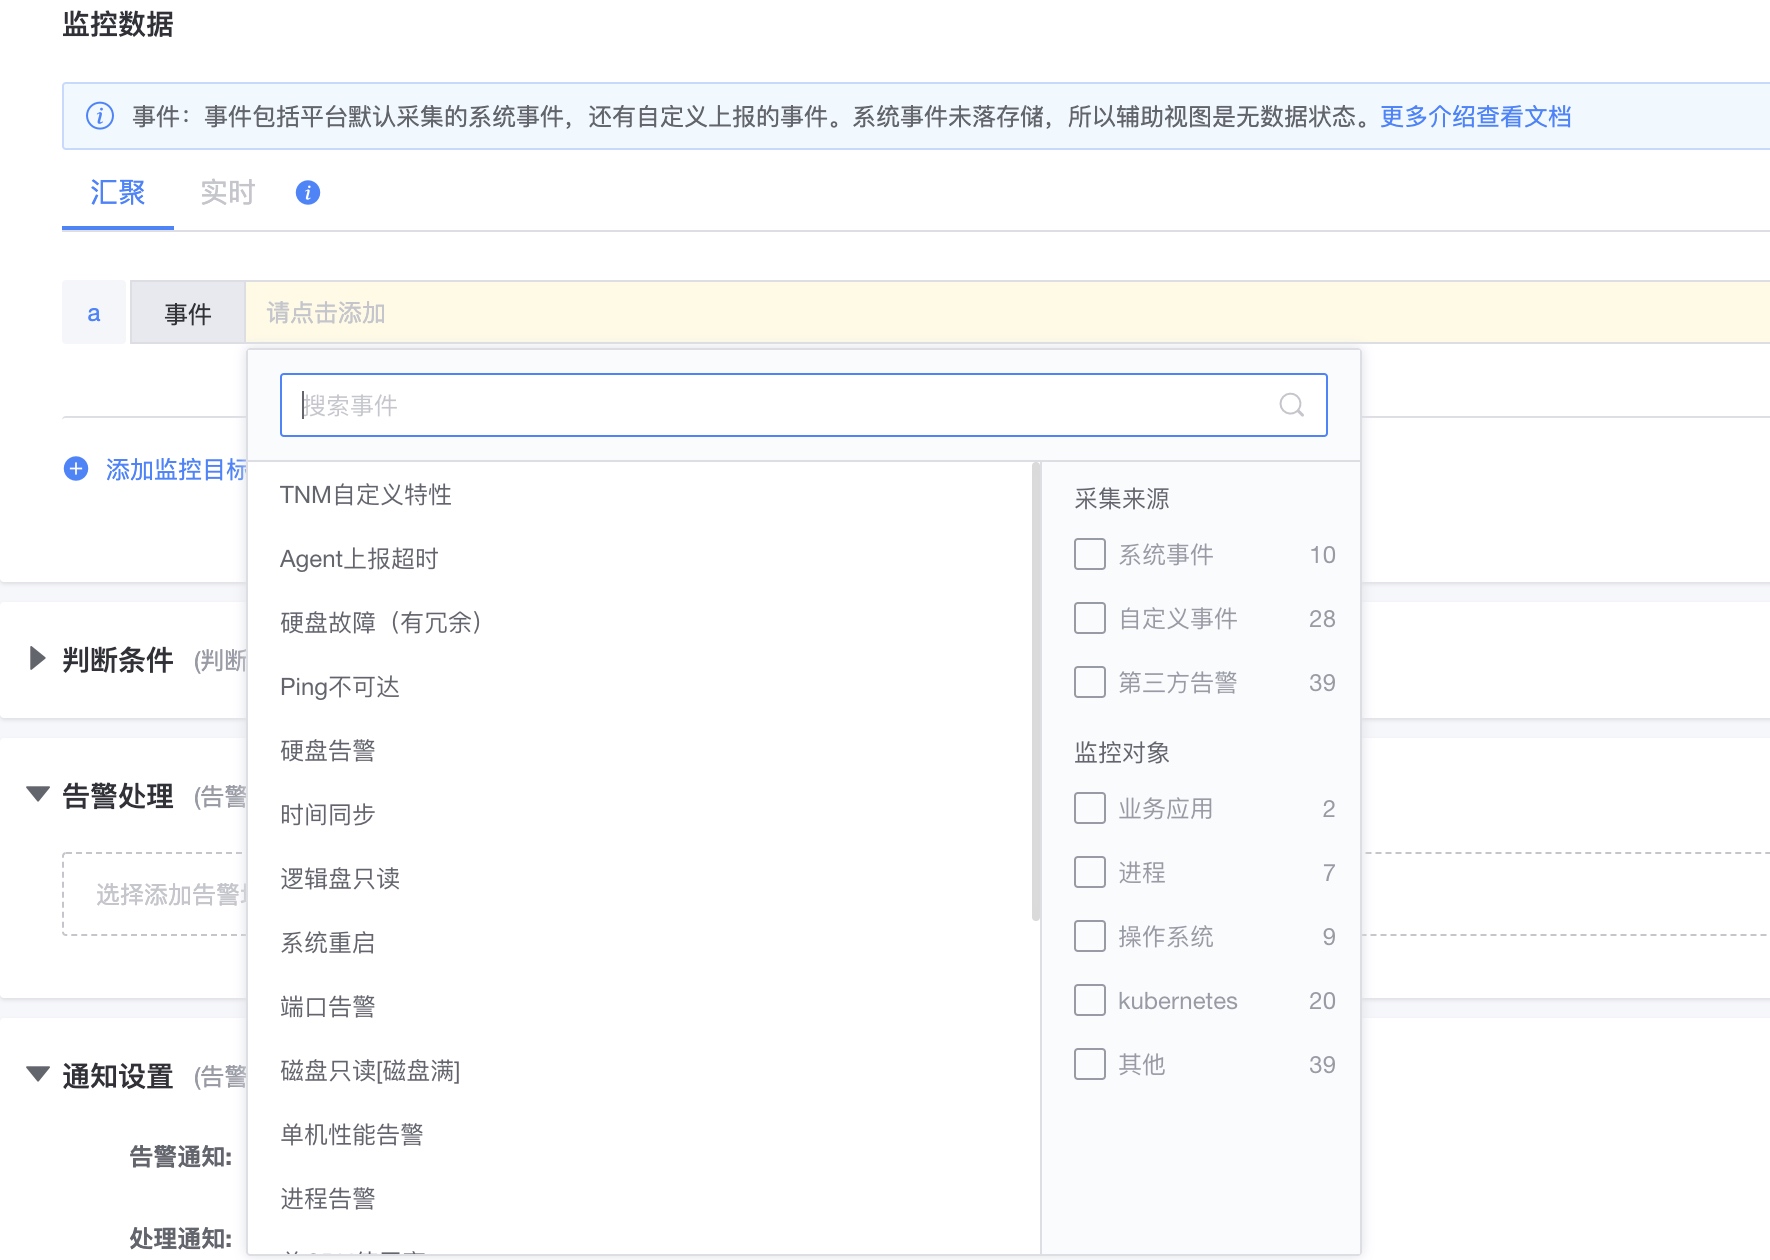 监控数据
事件：事件包括平台默认采集的系统事件，还有自定义上报的事件。系统事件未落存储，所以辅助视图是无数据状态。更多介绍查看文档
汇聚 实时
a 事件 请点击添加
搜索事件
添加监控目标
TNM自定义特性
Agent上报超时
硬盘故障（有冗余）
Ping不可达
硬盘告警
时间同步
逻辑盘只读
系统重启
端口告警
磁盘只读[磁盘满]
单机性能告警
进程告警
采集来源
系统事件 10
自定义事件 28
第三方告警 39
监控对象
业务应用 2
进程 7
操作系统 9
kubernetes 20
其他 39
判断条件 (判断
告警处理 (告警
选择添加告警
通知设置 (告警
告警通知:
处理通知: